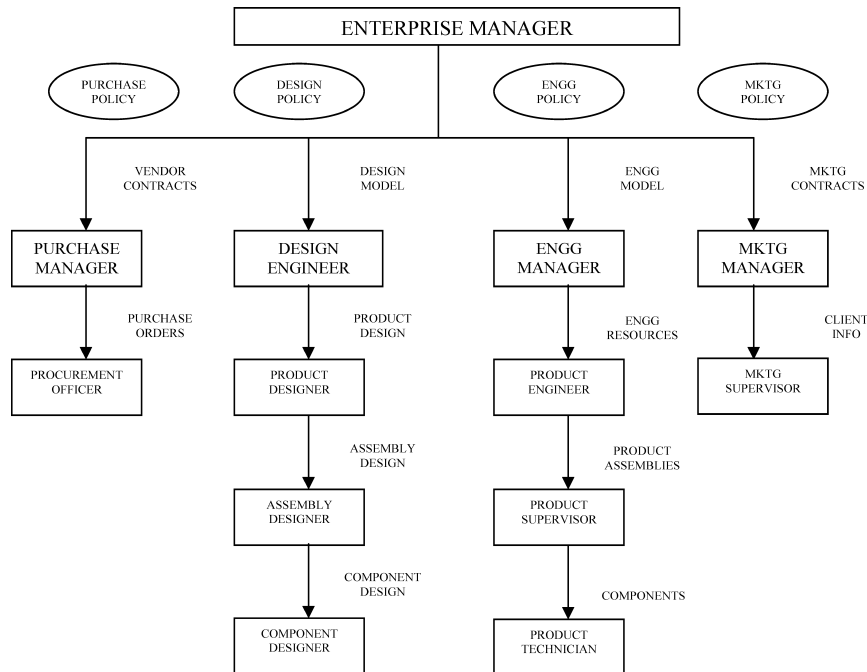 ENTERPRISE MANAGER
PURCHASE
POLICY
DESIGN
POLICY
ENGG
POLICY
MKTG
POLICY
VENDOR
CONTRACTS
DESIGN
MODEL
ENGG
MODEL
MKTG
CONTRACTS
PURCHASE
MANAGER
DESIGN
ENGINEER
ENGG
MANAGER
MKTG
MANAGER
PURCHASE
ORDERS
PRODUCT
DESIGN
ENGG
RESOURCES
CLIENT
INFO
PROCUREMENT
OFFICER
PRODUCT
DESIGNER
PRODUCT
ENGINEER
MKTG
SUPERVISOR
ASSEMBLY
DESIGN
PRODUCT
ASSEMBLIES
ASSEMBLY
DESIGNER
PRODUCT
SUPERVISOR
COMPONENT
DESIGN
COMPONENTS
COMPONENT
DESIGNER
PRODUCT
TECHNICIAN